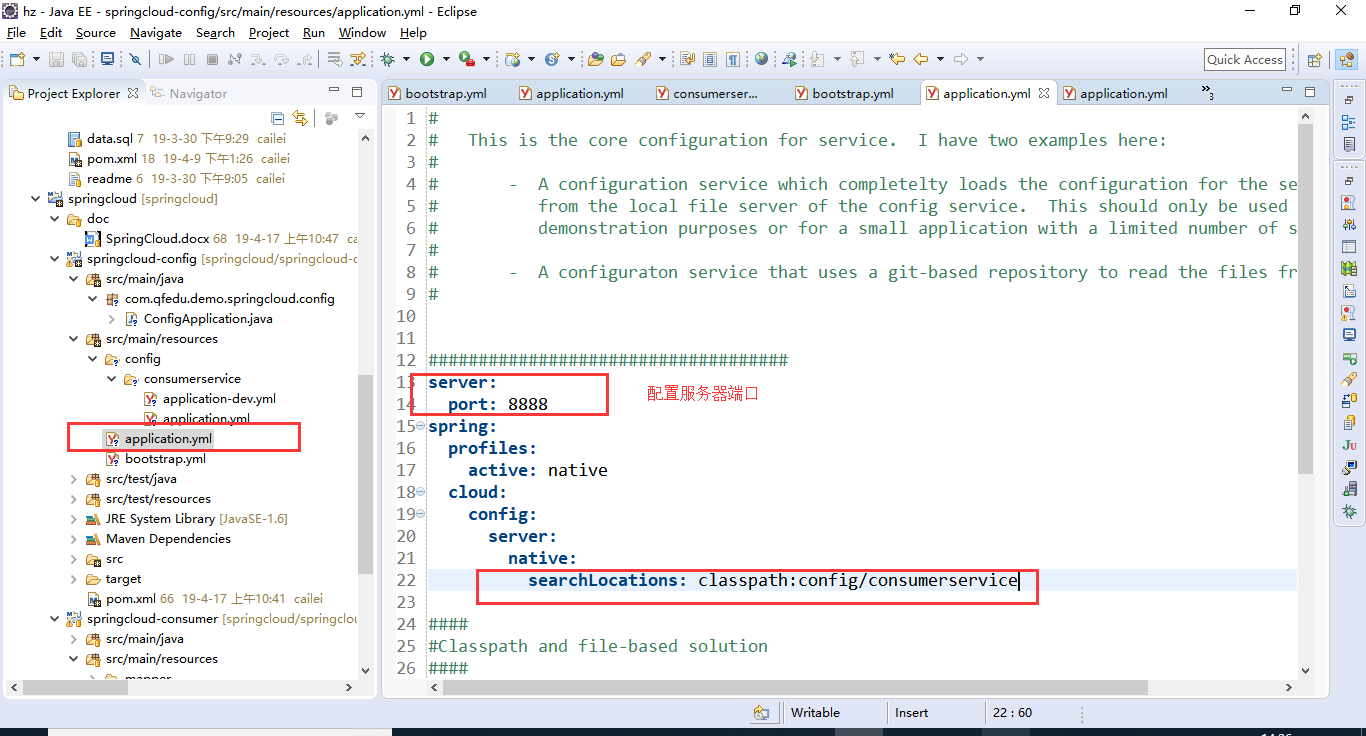 hz - Java EE - springcloud-config/src/main/resources/application.yml - Eclipse
File Edit Source Navigate Search Project Run Window Help
Quick Access
Project Explorer Navigator
data.sql 7 19-3-30 下午9:29 cailei
pom.xml 18 19-4-9 下午1:26 cailei
readme 6 19-3-30 下午9:05 cailei
springcloud [springcloud]
doc
SpringCloud.docx 68 19-4-17 上午10:47 ca
springcloud-config [springcloud/springcloud-c
src/main/java
com.qfedu.demo.springcloud.config
ConfigApplication.java
src/main/resources
config
consumerservice
application-dev.yml
application.yml
application.yml
bootstrap.yml
src/test/java
src/test/resources
JRE System Library [JavaSE-1.6]
Maven Dependencies
src
target
pom.xml 66 19-4-17 上午10:41 cailei
springcloud-consumer [springcloud/springclou
src/main/java
src/main/resources
mapper
bootstrap.yml application.yml consumerser... bootstrap.yml application.yml application.yml »3
1 #
2 # This is the core configuration for service. I have two examples here:
3 #
4 # - A configuration service which completelty loads the configuration for the se
5 # from the local file server of the config service. This should only be used
6 # demonstration purposes or for a small application with a limited number of s
7 #
8 # - A configuraton service that uses a git-based repository to read the files fr
9 #
10
11
12 ####################################
13 server:
14 port: 8888
配置服务器端口
15 spring:
16 profiles:
17 active: native
18 cloud:
19 config:
20 server:
21 native:
22 searchLocations: classpath:config/consumerservice
23
24 ####
25 #Classpath and file-based solution
26 ####
Writable Insert 22 : 60